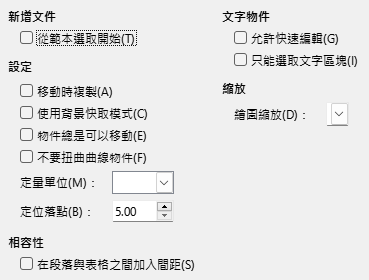 新增文件
從範本選取開始(T)
設定
移動時複製(A)
使用背景快取模式(C)
物件總是可以移動(E)
不要扭曲曲線物件(F)
定量單位(M)：
定位落點(B)： 5.00
相容性
在段落與表格之間加入間距(S)
文字物件
允許快速編輯(G)
只能選取文字區塊(I)
縮放
繪圖縮放(D)：